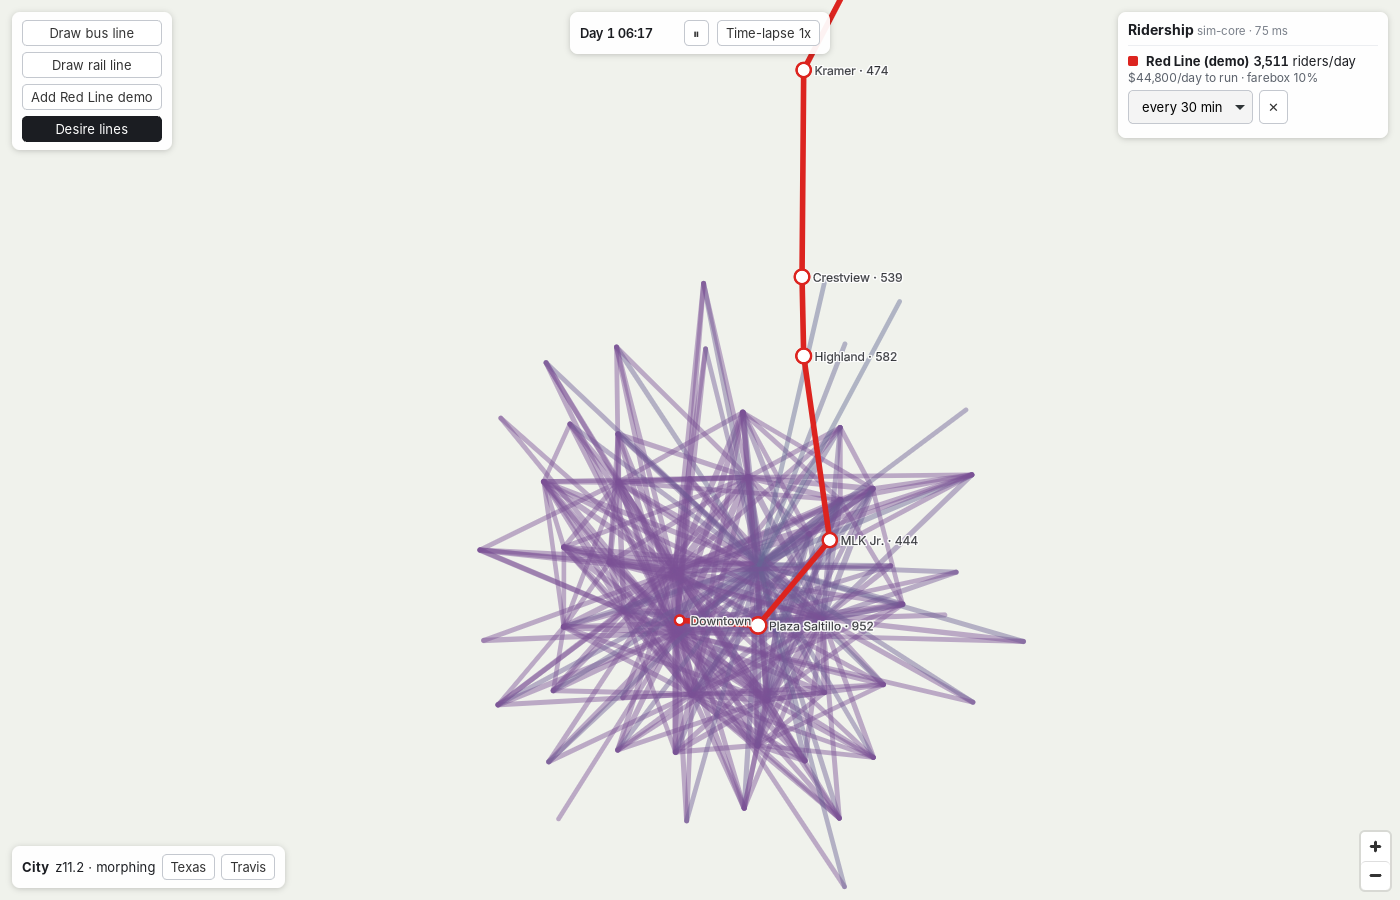 Draw bus line
Draw rail line
Add Red Line demo
Desire lines
Day 1 06:17
Time-lapse 1x
Ridership sim-core · 75 ms
Red Line (demo) 3,511 riders/day
$44,800/day to run · farebox 10%
every 30 min
Kramer · 474
Crestview · 539
Highland · 582
MLK Jr. · 444
Downtown
Plaza Saltillo · 952
City z11.2 · morphing Texas Travis